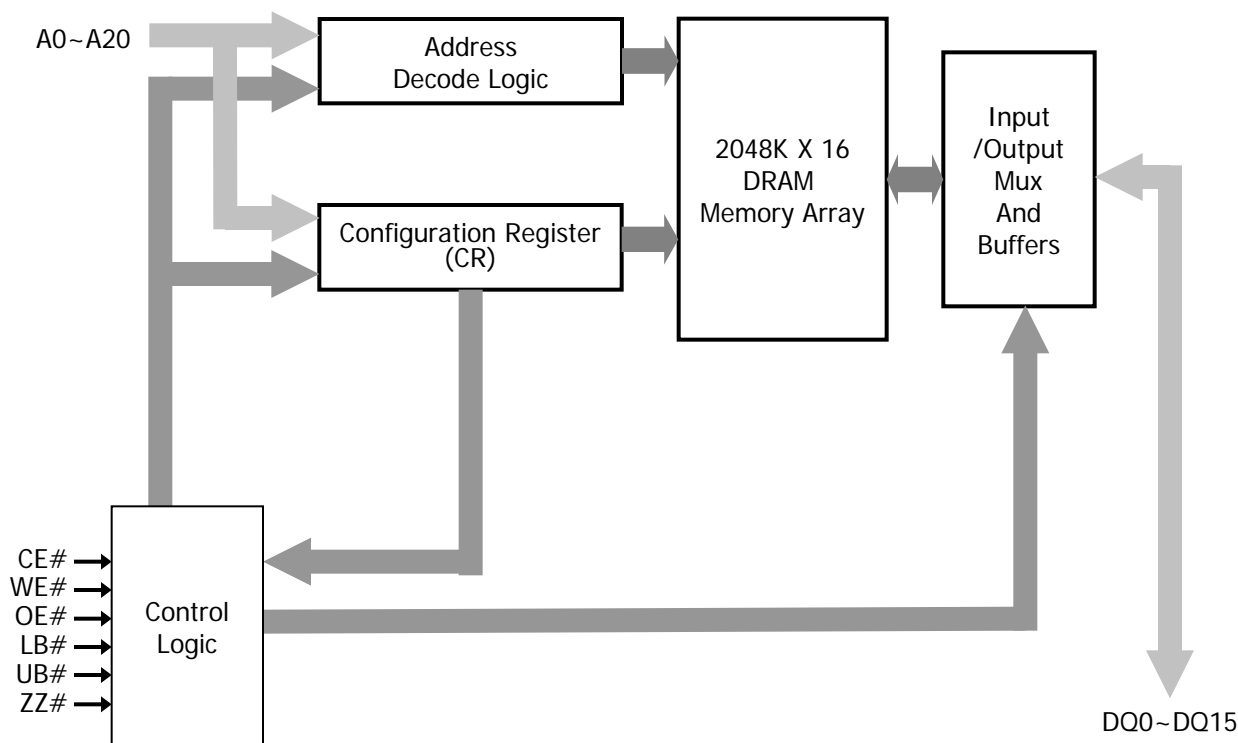 A0~A20
Address
Decode Logic
Configuration Register
(CR)
2048K X 16
DRAM
Memory Array
Input
/Output
Mux
And
Buffers
CE#
WE#
OE#
LB#
UB#
ZZ#
Control
Logic
DQ0~DQ15